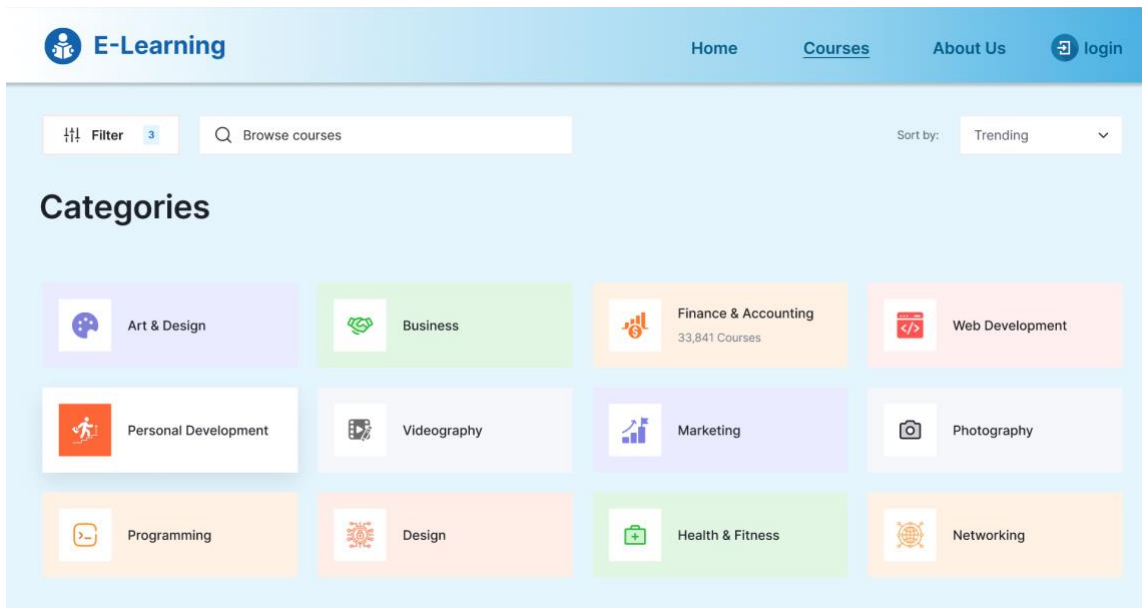 E-Learning
Home
Courses
About Us
login
Filter 3
Browse courses
Sort by: Trending
Categories
Art & Design
Business
Finance & Accounting
33,841 Courses
Web Development
Personal Development
Videography
Marketing
Photography
Programming
Design
Health & Fitness
Networking